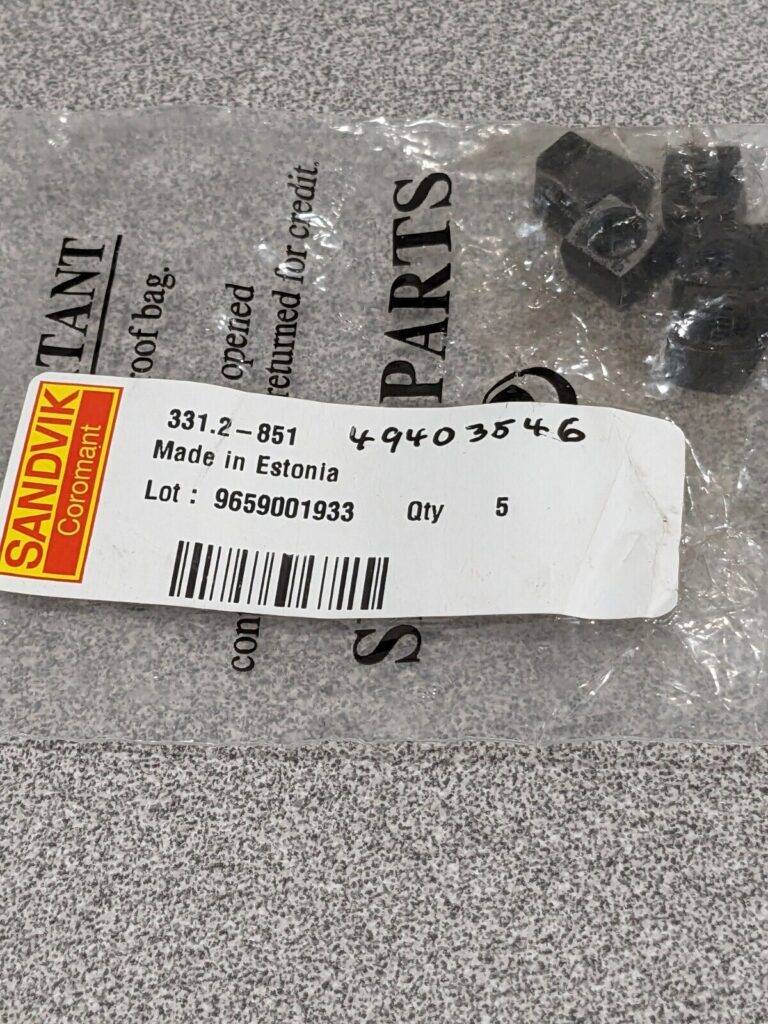 SANDVIK
Coromant
331.2-851
49403546
Made in Estonia
Lot : 9659001933 Qty 5
TANT
roof bag.
opened
returned for credit.
con
PARTS